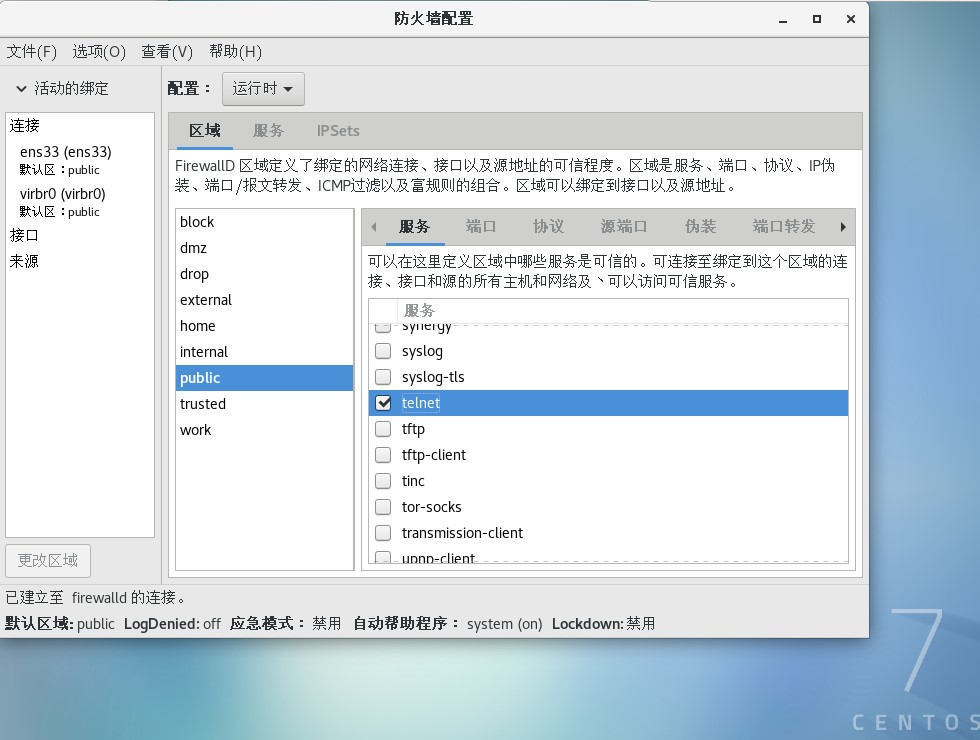 防火墙配置
文件(F) 选项(O) 查看(V) 帮助(H)
活动的绑定
配置：
运行时
连接
ens33 (ens33)
默认区：public
virbr0 (virbr0)
默认区：public
接口
来源
更改区域
区域 服务 IPSets
FirewallD 区域定义了绑定的网络连接、接口以及源地址的可信程度。区域是服务、端口、协议、IP伪
装、端口/报文转发、ICMP过滤以及富规则的组合。区域可以绑定到接口以及源地址。
block
dmz
drop
external
home
internal
public
trusted
work
服务 端口 协议 源端口 伪装 端口转发
可以在这里定义区域中哪些服务是可信的。可连接至绑定到这个区域的连
接、接口和源的所有主机和网络及丶可以访问可信服务。
服务
synergy
syslog
syslog-tls
telnet
tftp
tftp-client
tinc
tor-socks
transmission-client
upnp-client
已建立至 firewalld 的连接。
默认区域: public LogDenied: off 应急模式： 禁用 自动帮助程序： system (on) Lockdown: 禁用
7
CENTOS